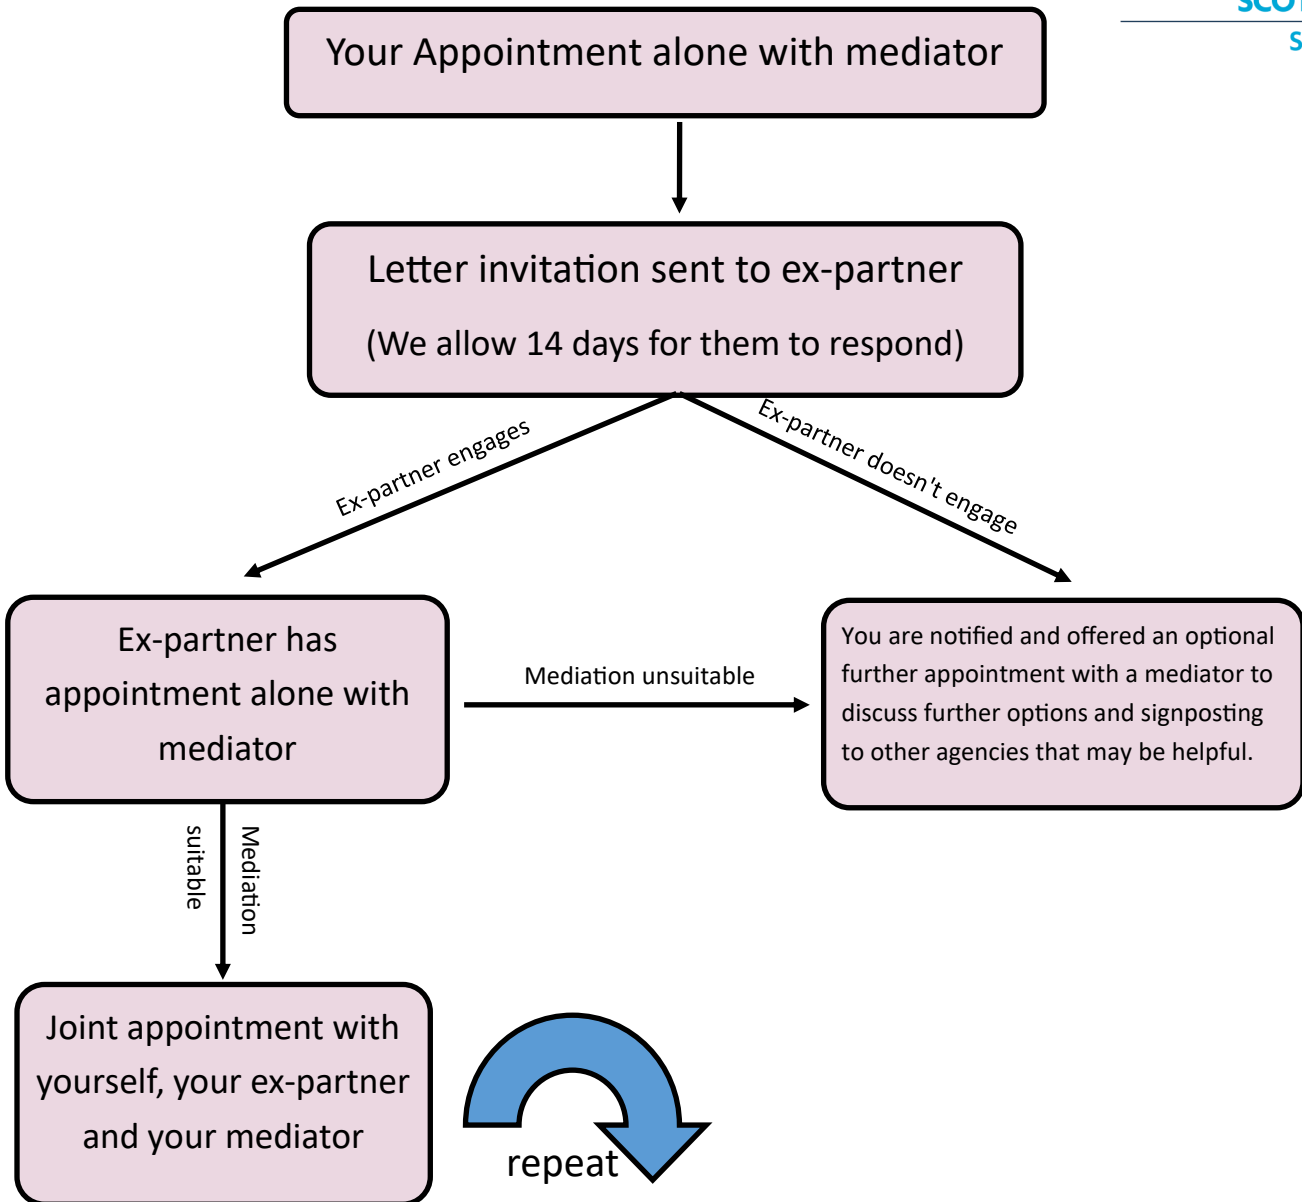 Your Appointment alone with mediator
Letter invitation sent to ex-partner
(We allow 14 days for them to respond)
Ex-partner engages
Ex-partner doesn't engage
Ex-partner has
appointment alone with
mediator
Mediation unsuitable
You are notified and offered an optional
further appointment with a mediator to
discuss further options and signposting
to other agencies that may be helpful.
Mediation
suitable
Joint appointment with
yourself, your ex-partner
and your mediator
repeat